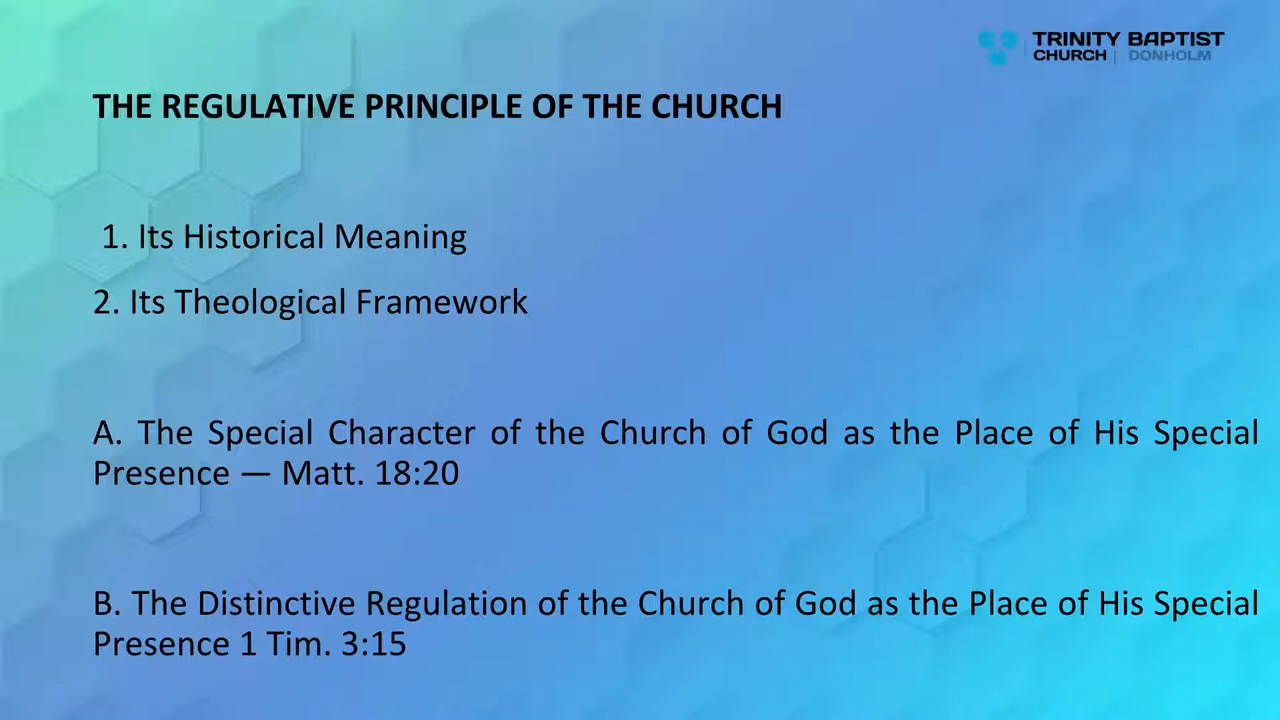 TRINITY BAPTIST
CHURCH | DONHOLM
THE REGULATIVE PRINCIPLE OF THE CHURCH
1. Its Historical Meaning
2. Its Theological Framework
A. The Special Character of the Church of God as the Place of His Special
Presence — Matt. 18:20
B. The Distinctive Regulation of the Church of God as the Place of His Special
Presence 1 Tim. 3:15